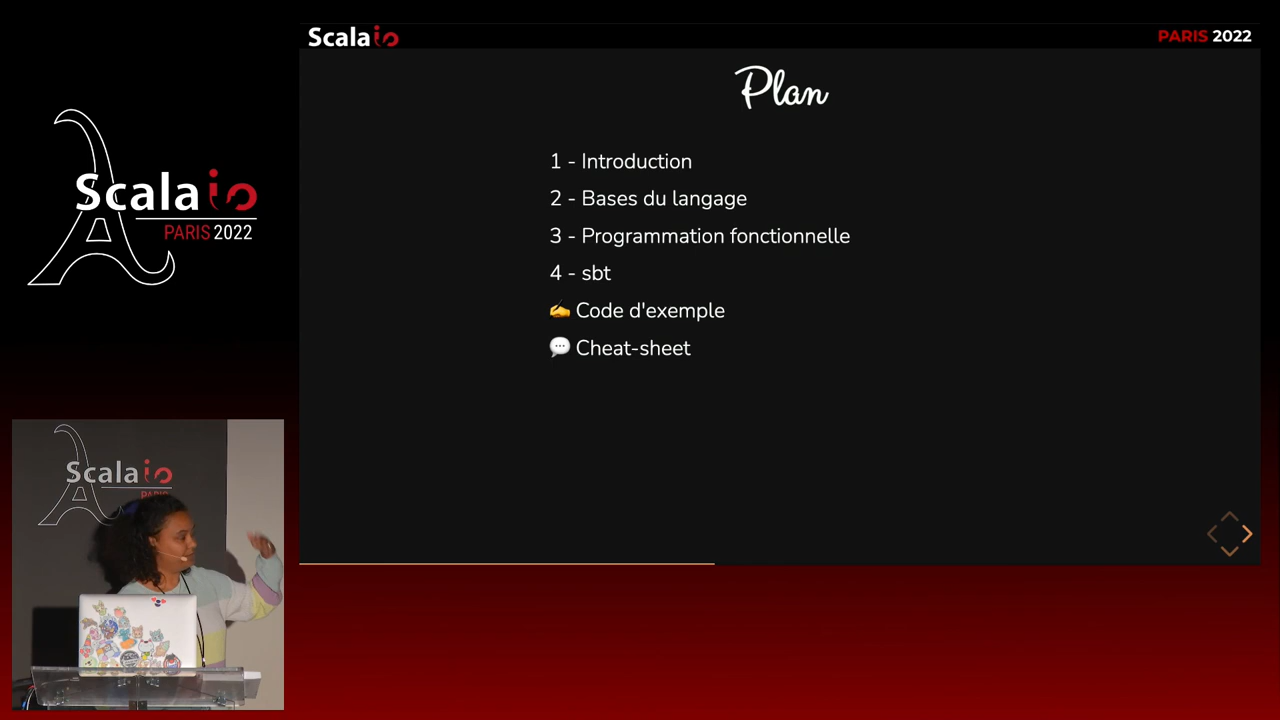 Scala io
PARIS 2022
Scala io
PARIS 2022
Plan
1 - Introduction
2 - Bases du langage
3 - Programmation fonctionnelle
4 - sbt
✍️ Code d'exemple
💬 Cheat-sheet
Scala io
PARIS